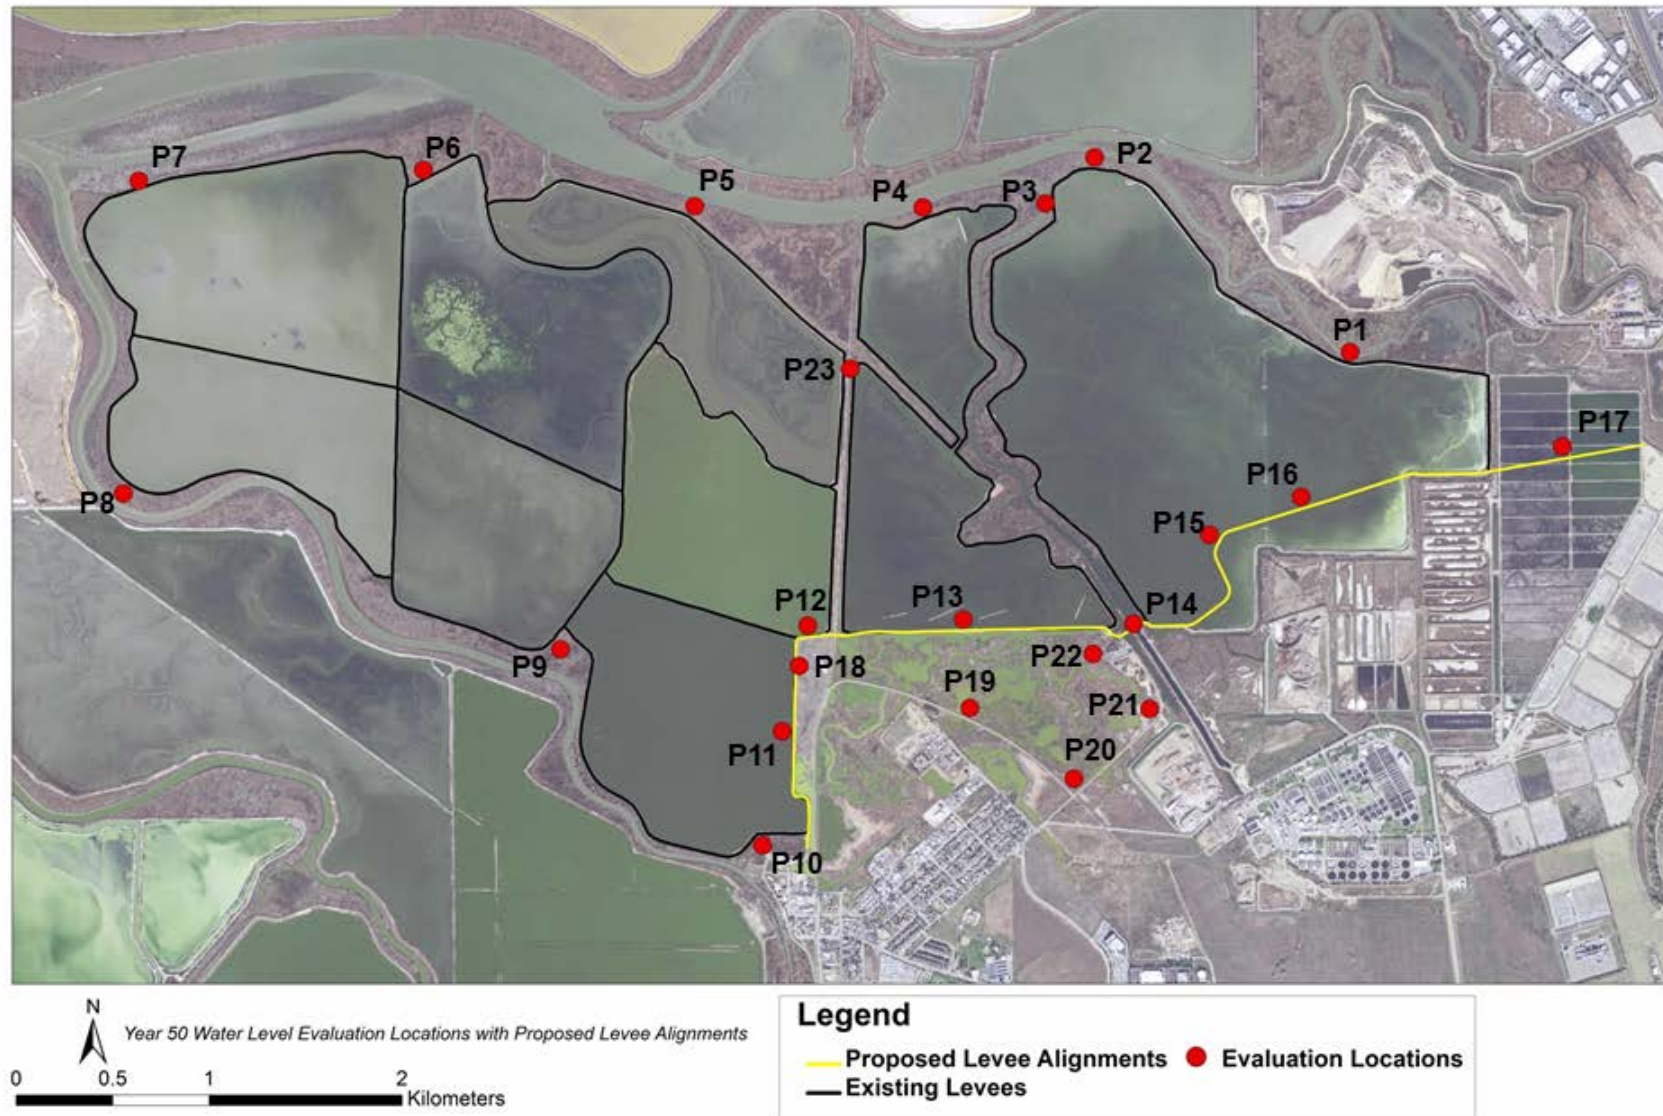 P7
P6
P5
P4
P3
P2
P1
P23
P17
P16
P15
P8
P12
P13
P14
P9
P18
P22
P19
P21
P11
P20
P10
N
Year 50 Water Level Evaluation Locations with Proposed Levee Alignments
0 0.5 1 2
Kilometers
Legend
Proposed Levee Alignments
Evaluation Locations
Existing Levees